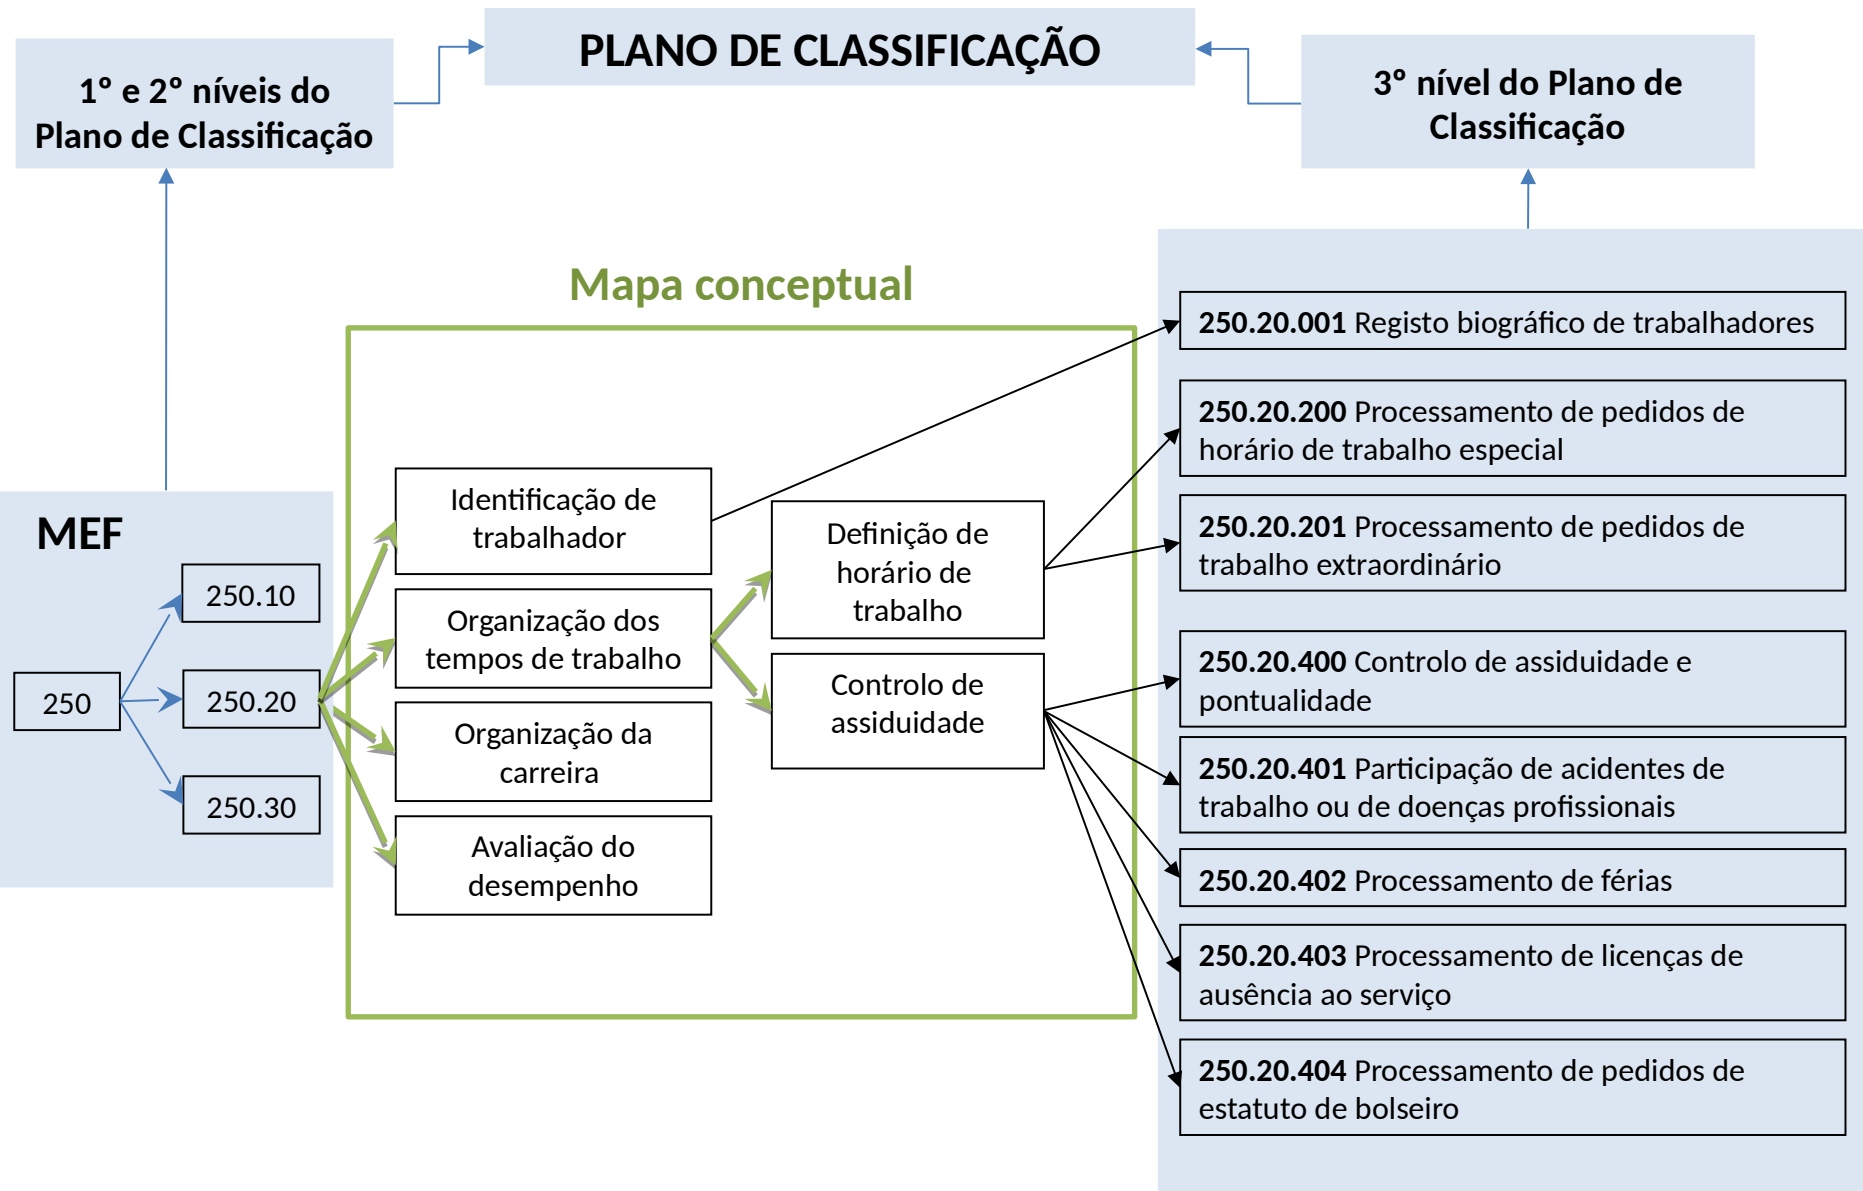 PLANO DE CLASSIFICAÇÃO
1º e 2º níveis do
Plano de Classificação
3º nível do Plano de
Classificação
Mapa conceptual
MEF
250
250.10
250.20
250.30
Identificação de
trabalhador
Organização dos
tempos de trabalho
Organização da
carreira
Avaliação do
desempenho
Definição de
horário de
trabalho
Controlo de
assiduidade
250.20.001 Registo biográfico de trabalhadores
250.20.200 Processamento de pedidos de
horário de trabalho especial
250.20.201 Processamento de pedidos de
trabalho extraordinário
250.20.400 Controlo de assiduidade e
pontualidade
250.20.401 Participação de acidentes de
trabalho ou de doenças profissionais
250.20.402 Processamento de férias
250.20.403 Processamento de licenças de
ausência ao serviço
250.20.404 Processamento de pedidos de
estatuto de bolseiro